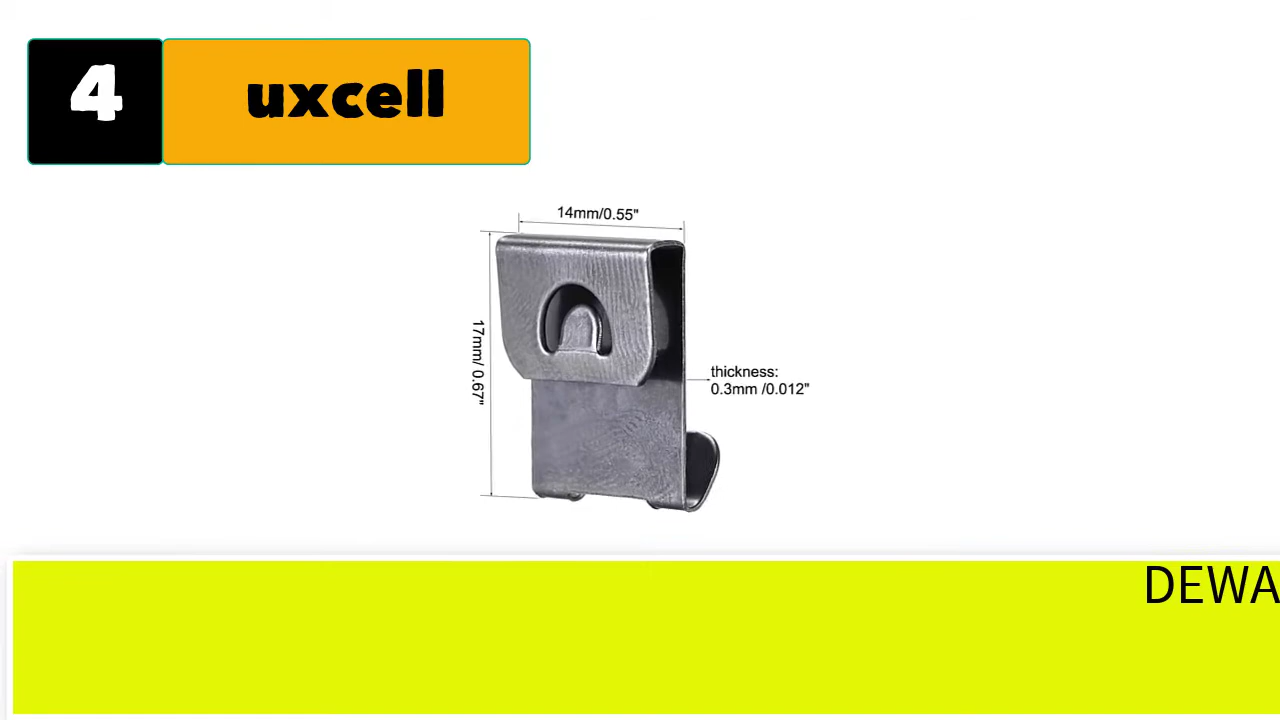 4
uxcell
14mm/0.55"
17mm/ 0.67"
thickness:
0.3mm /0.012"
DEWA